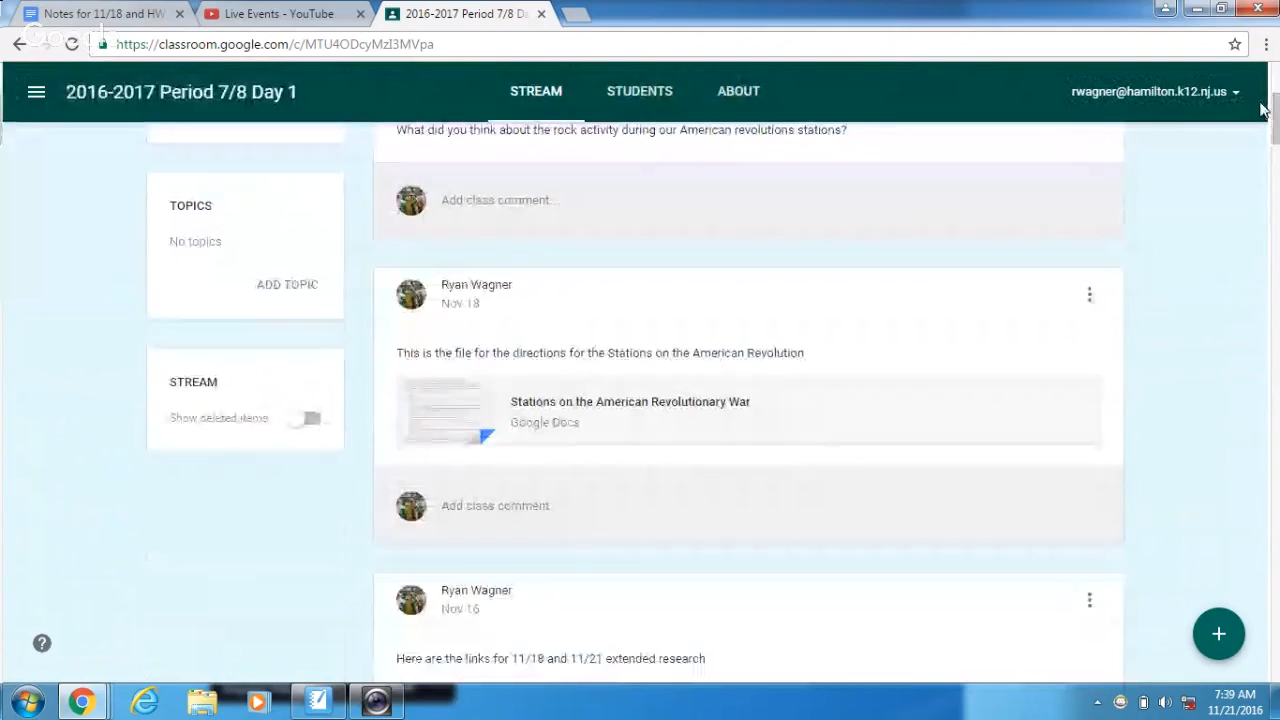 Notes for 11/18 and HW
Live Events - YouTube
2016-2017 Period 7/8 Da
https://classroom.google.com/c/MTU4ODcyMzI3MVpa
2016-2017 Period 7/8 Day 1
STREAM
STUDENTS
ABOUT
rwagner@hamilton.k12.nj.us
What did you think about the rock activity during our American revolutions stations?
TOPICS
No topics
ADD TOPIC
Add class comment...
Ryan Wagner
Nov 18
This is the file for the directions for the Stations on the American Revolution
STREAM
Show deleted items
Stations on the American Revolutionary War
Google Docs
Add class comment
Ryan Wagner
Nov 16
Here are the links for 11/18 and 11/21 extended research
+
?
7:39 AM
11/21/2016